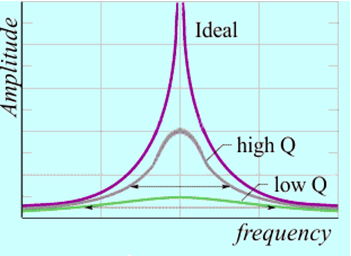 Amplitude
Ideal
high Q
low Q
frequency